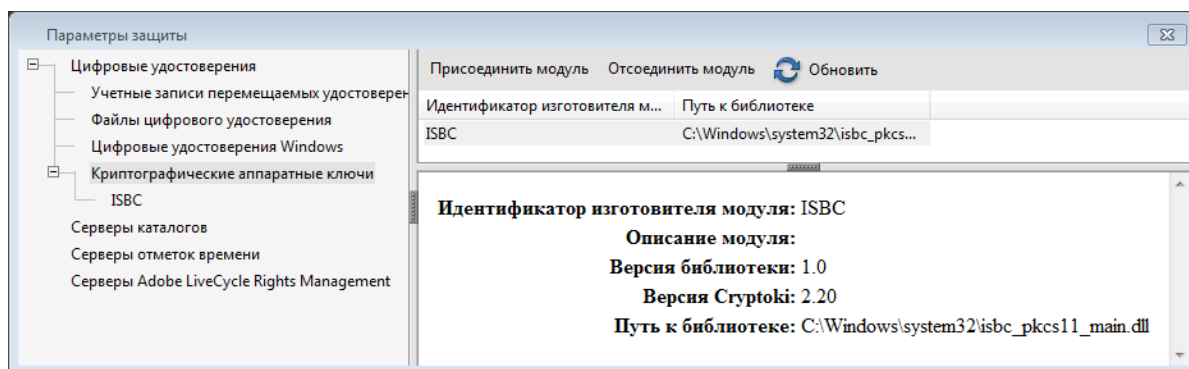 Параметры защиты
Цифровые удостоверения
Учетные записи перемещаемых удостоверен
Файлы цифрового удостоверения
Цифровые удостоверения Windows
Криптографические аппаратные ключи
ISBC
Серверы каталогов
Серверы отметок времени
Серверы Adobe LiveCycle Rights Management
Присоединить модуль Отсоединить модуль Обновить
Идентификатор изготовителя м... Путь к библиотеке
ISBC C:\Windows\system32\isbc_pkcs...
Идентификатор изготовителя модуля: ISBC
Описание модуля:
Версия библиотеки: 1.0
Версия Cryptoki: 2.20
Путь к библиотеке: C:\Windows\system32\isbc_pkcs11_main.dll